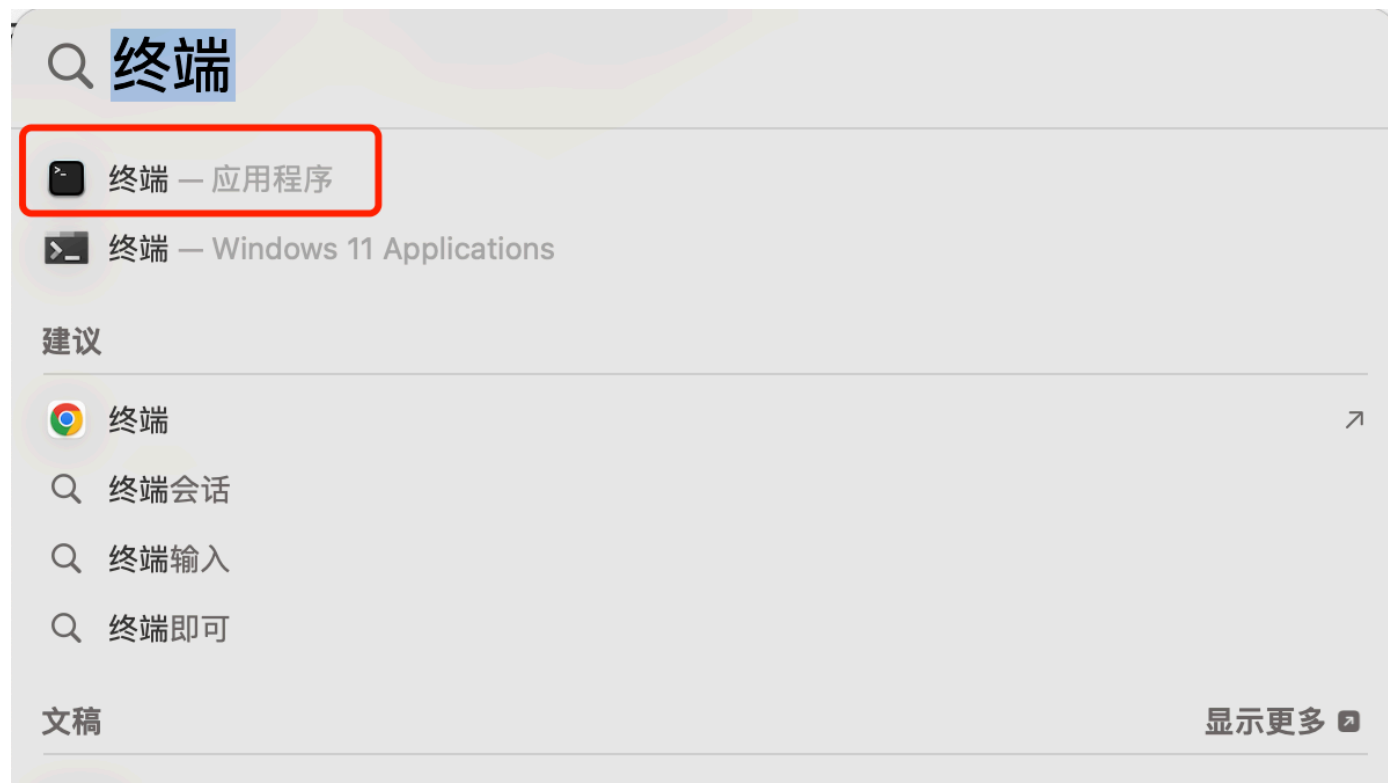 终端
终端 — 应用程序
终端 — Windows 11 Applications
建议
终端
终端会话
终端输入
终端即可
文稿 显示更多